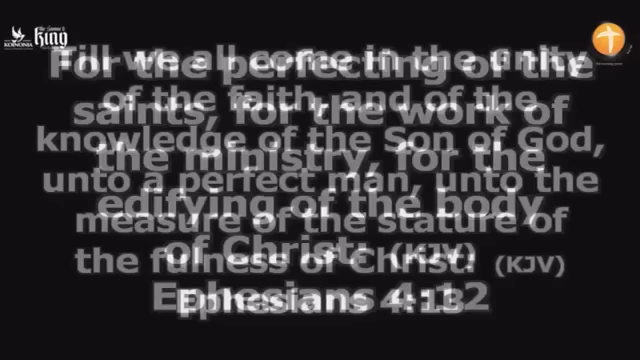 KOINONIA
King
For the perfecting of the
saints, for the work of
the ministry, for the
edifying of the body
of Christ: (KJV)
Ephesians 4:12
Till we all come in the unity
of the faith, and of the
knowledge of the Son of God,
unto a perfect man, unto the
measure of the stature of
the fulness of Christ: (KJV)
Ephesians 4:13